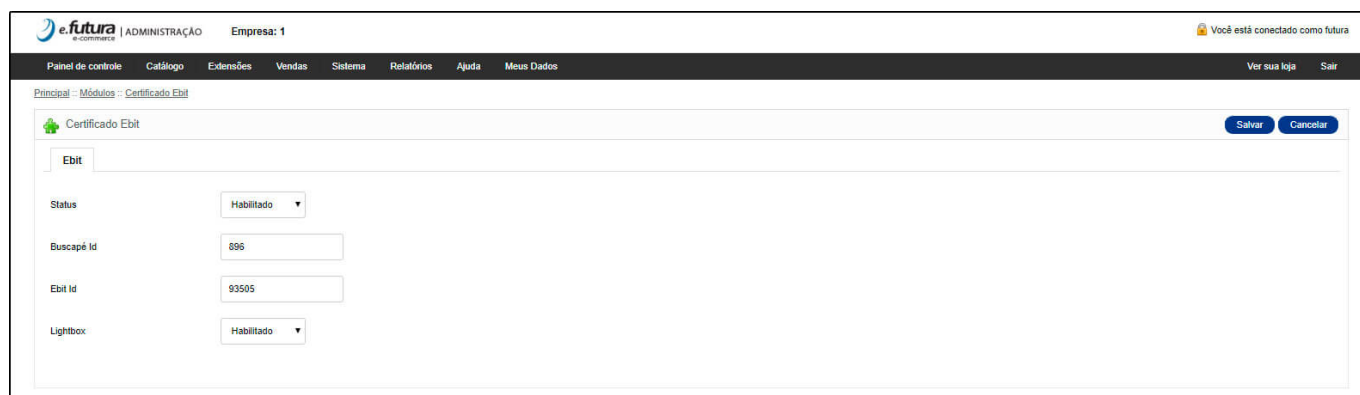 e.futura | ADMINISTRAÇÃO Empresa: 1 Você está conectado como futura
e-commerce
Painel de controle Catálogo Extensões Vendas Sistema Relatórios Ajuda Meus Dados Ver sua loja Sair
Principal :: Módulos :: Certificado Ebit
Certificado Ebit Salvar Cancelar
Ebit
Status Habilitado
Buscapé Id 896
Ebit Id 93505
Lightbox Habilitado